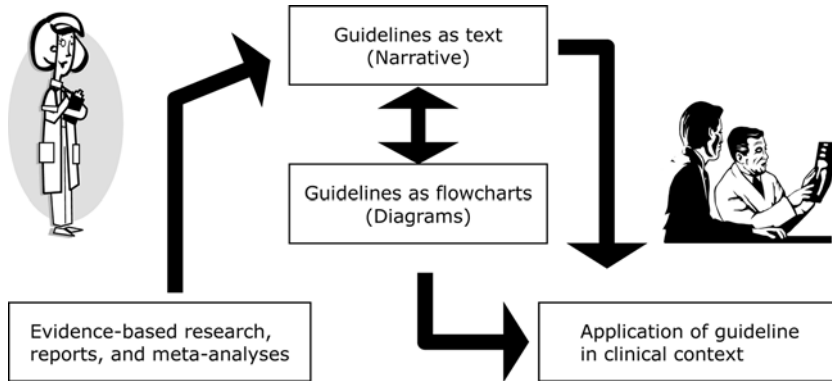 Guidelines as text
(Narrative)
Guidelines as flowcharts
(Diagrams)
Evidence-based research,
reports, and meta-analyses
Application of guideline
in clinical context